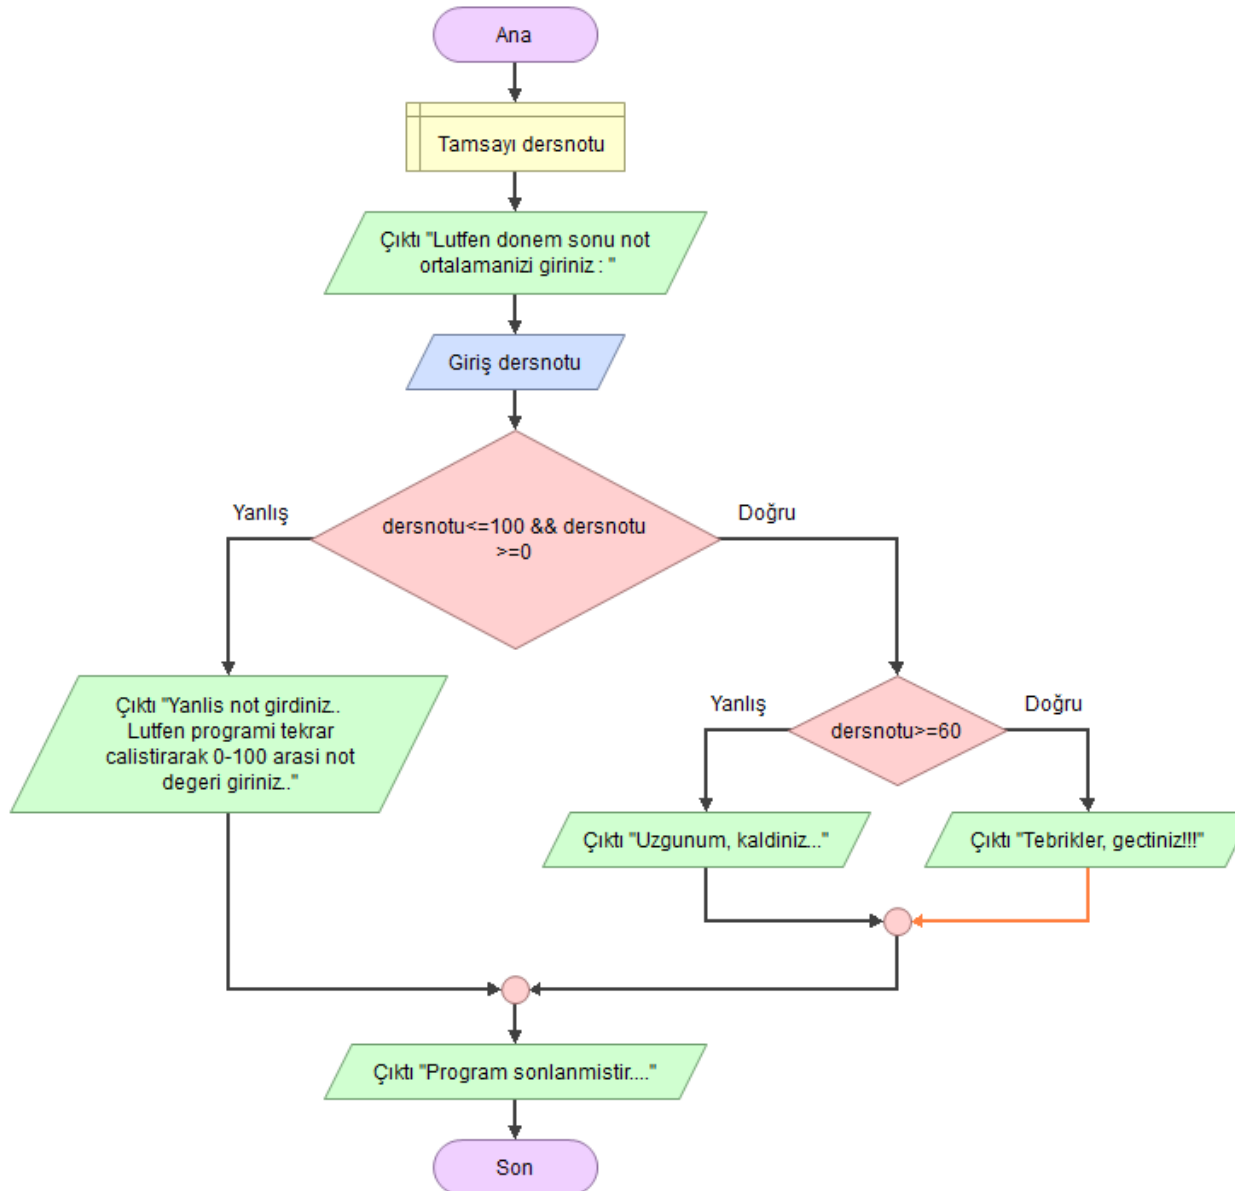 Ana
Tamsayı dersnotu
Çıktı "Lutfen donem sonu not
ortalamanizi giriniz : "
Giriş dersnotu
Yanlış
Doğru
dersnotu<=100 && dersnotu
>=0
Çıktı "Yanlis not girdiniz..
Lutfen programi tekrar
calistirarak 0-100 arasi not
degeri giriniz.."
Yanlış
Doğru
dersnotu>=60
Çıktı "Uzgunum, kaldiniz..."
Çıktı "Tebrikler, gectiniz!!!"
Çıktı "Program sonlanmistir...."
Son